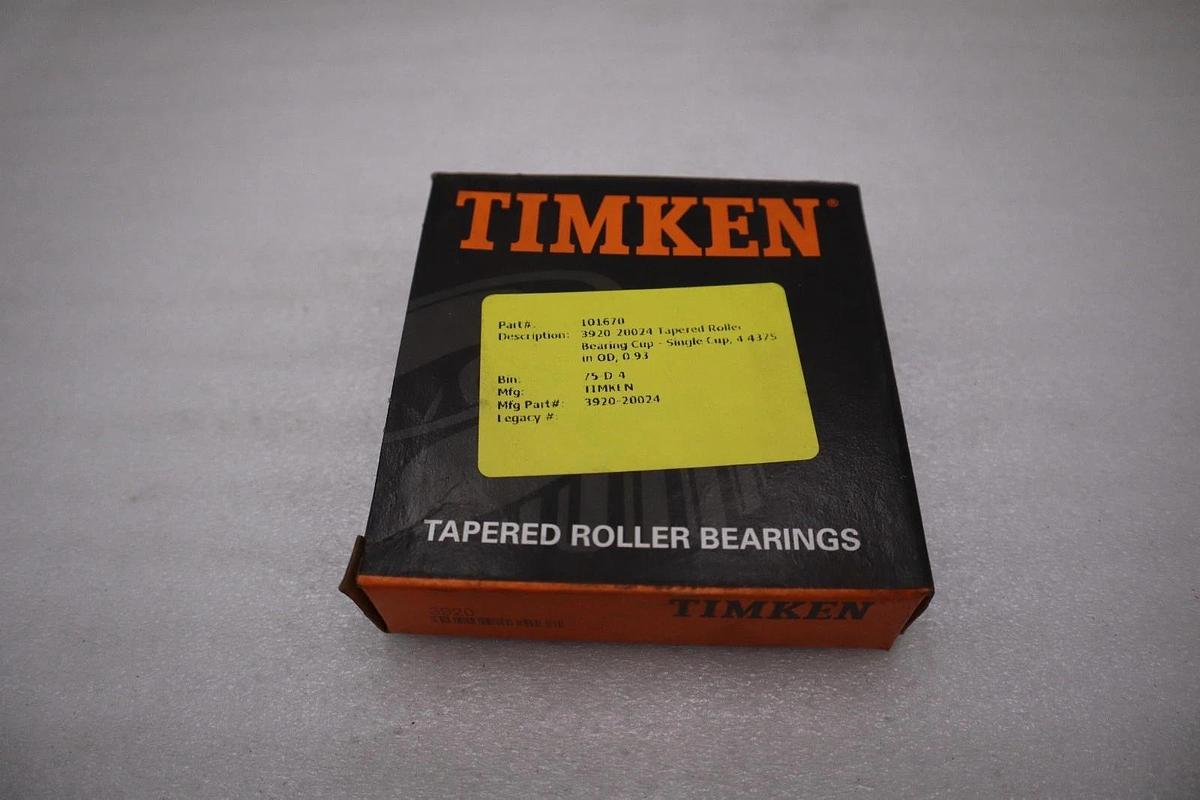 TIMKEN®
Part#: 101670
Description: 3920-20024 Tapered Roller
Bearing Cup - Single Cup, 4.4375
in OD, 0.93
Bin: 75-D-4
Mfg: TIMKEN
Mfg Part#: 3920-20024
Legacy #:
TAPERED ROLLER BEARINGS
3920
TIMKEN